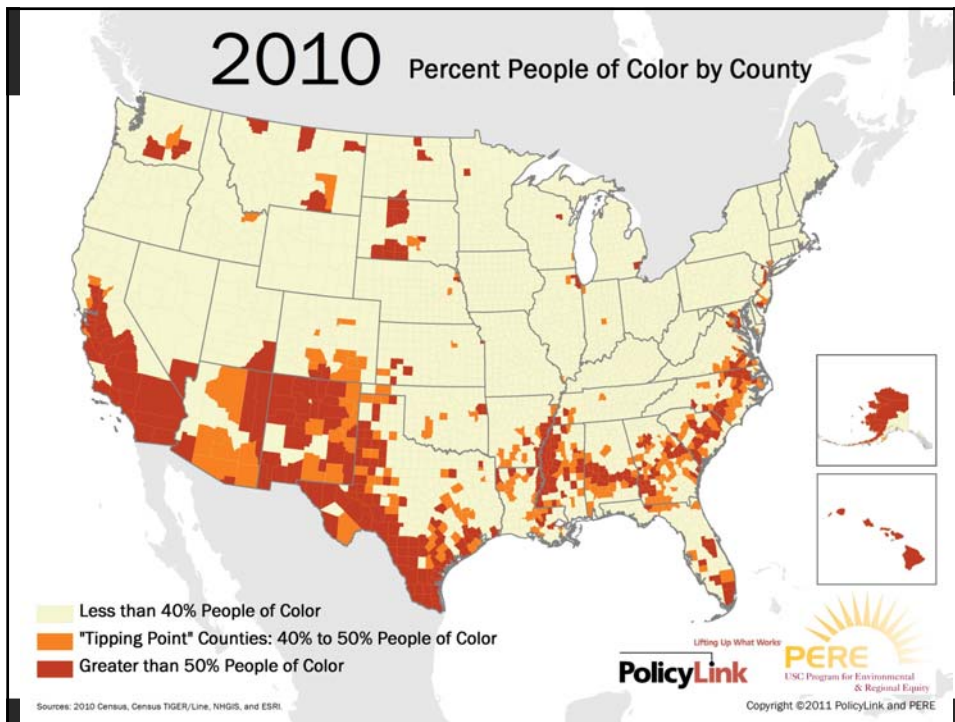 2010 Percent People of Color by County
Less than 40% People of Color
"Tipping Point" Counties: 40% to 50% People of Color
Greater than 50% People of Color
Lifting Up What Works
PolicyLink
PERE
USC Program for Environmental
& Regional Equity
Sources: 2010 Census, Census TIGER/Line, NHGIS, and ESRI.
Copyright ©2011 PolicyLink and PERE